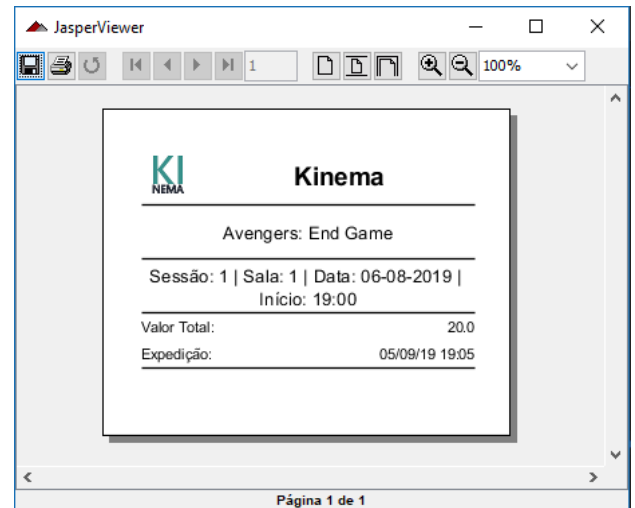 JasperViewer
1
100%
KI
NEMA
Kinema
Avengers: End Game
Sessão: 1 | Sala: 1 | Data: 06-08-2019 |
Início: 19:00
Valor Total: 20.0
Expedição: 05/09/19 19:05
Página 1 de 1